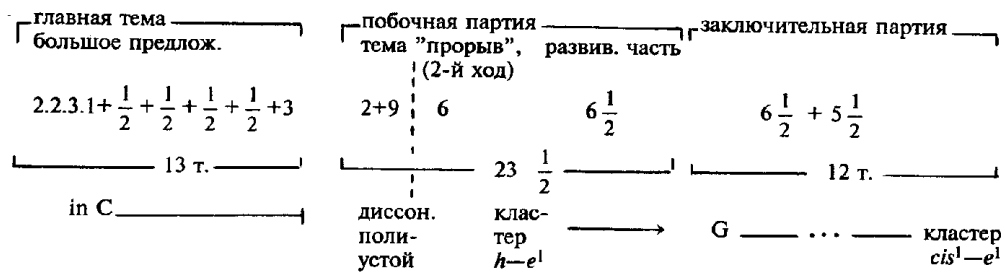 главная тема побочная партия заключительная партия
большое предлож. тема "прорыв", развив. часть
(2-й ход)
2.2.3.1+ 1/2 + 1/2 + 1/2 + 1/2 +3 2+9 6 6 1/2 6 1/2 + 5 1/2
13 т. 23 1/2 12 т.
in C диссон. клас- G ... кластер
поли- тер cis¹—e¹
устой h—e¹